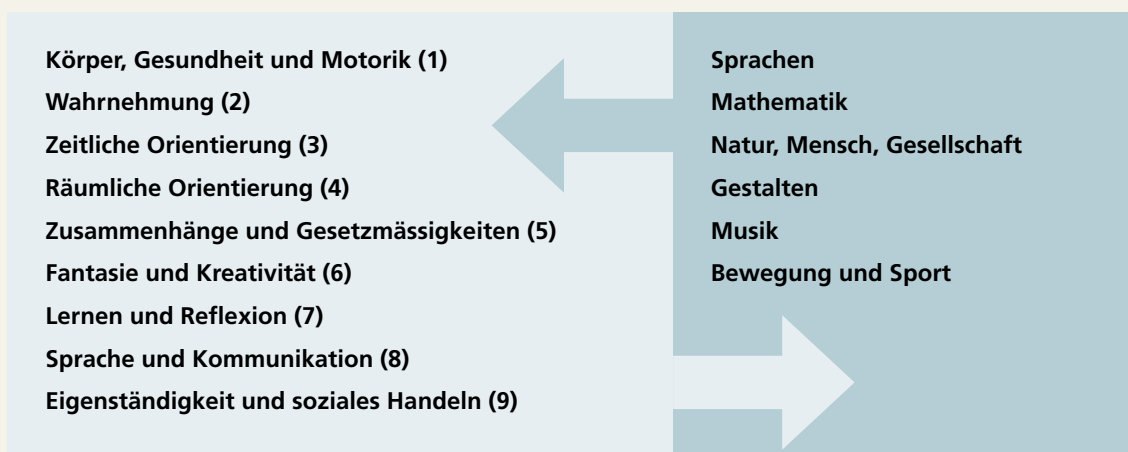 Körper, Gesundheit und Motorik (1)
Wahrnehmung (2)
Zeitliche Orientierung (3)
Räumliche Orientierung (4)
Zusammenhänge und Gesetzmässigkeiten (5)
Fantasie und Kreativität (6)
Lernen und Reflexion (7)
Sprache und Kommunikation (8)
Eigenständigkeit und soziales Handeln (9)
Sprachen
Mathematik
Natur, Mensch, Gesellschaft
Gestalten
Musik
Bewegung und Sport